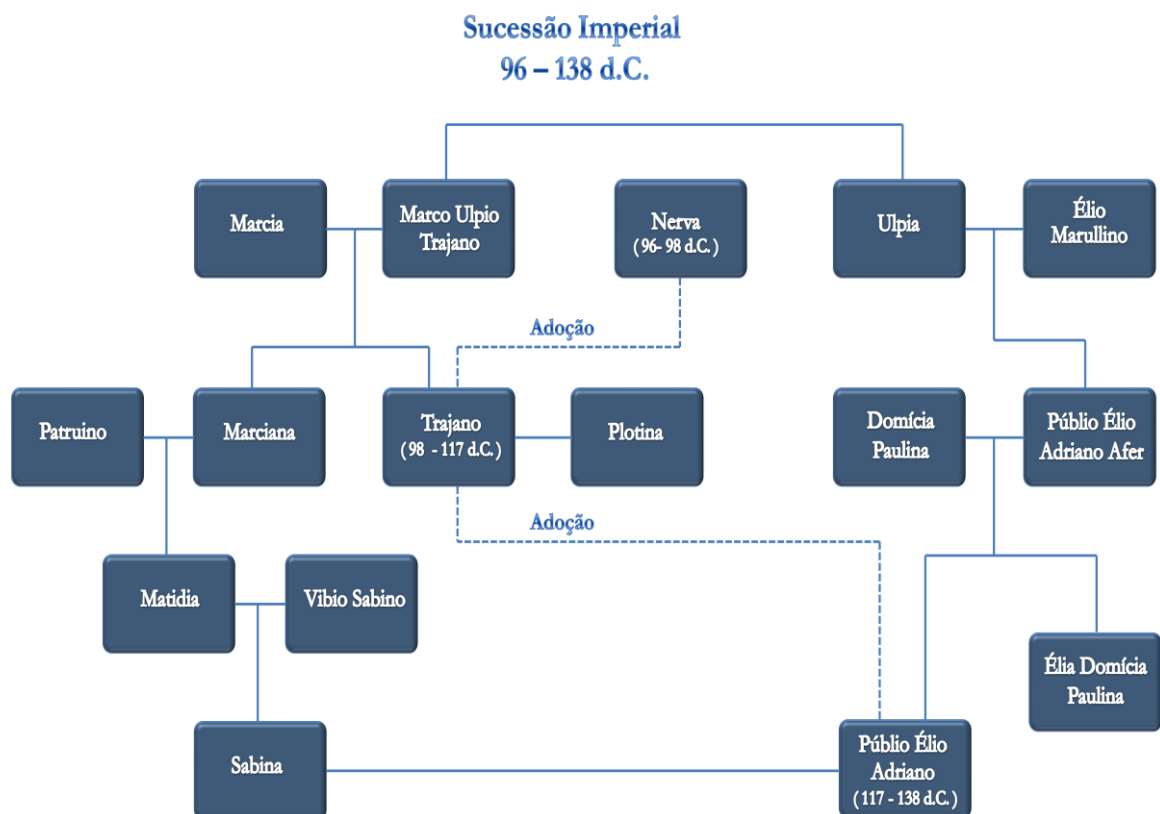 Sucessão Imperial
96 – 138 d.C.
Marcia
Marco Ulpio
Trajano
Nerva
( 96- 98 d.C. )
Ulpia
Élio
Marullino
Adoção
Patruino
Marciana
Trajano
( 98 - 117 d.C. )
Plotina
Domícia
Paulina
Públio Élio
Adriano Afer
Adoção
Matidia
Vibio Sabino
Élia Domícia
Paulina
Sabina
Públio Élio
Adriano
( 117 - 138 d.C. )